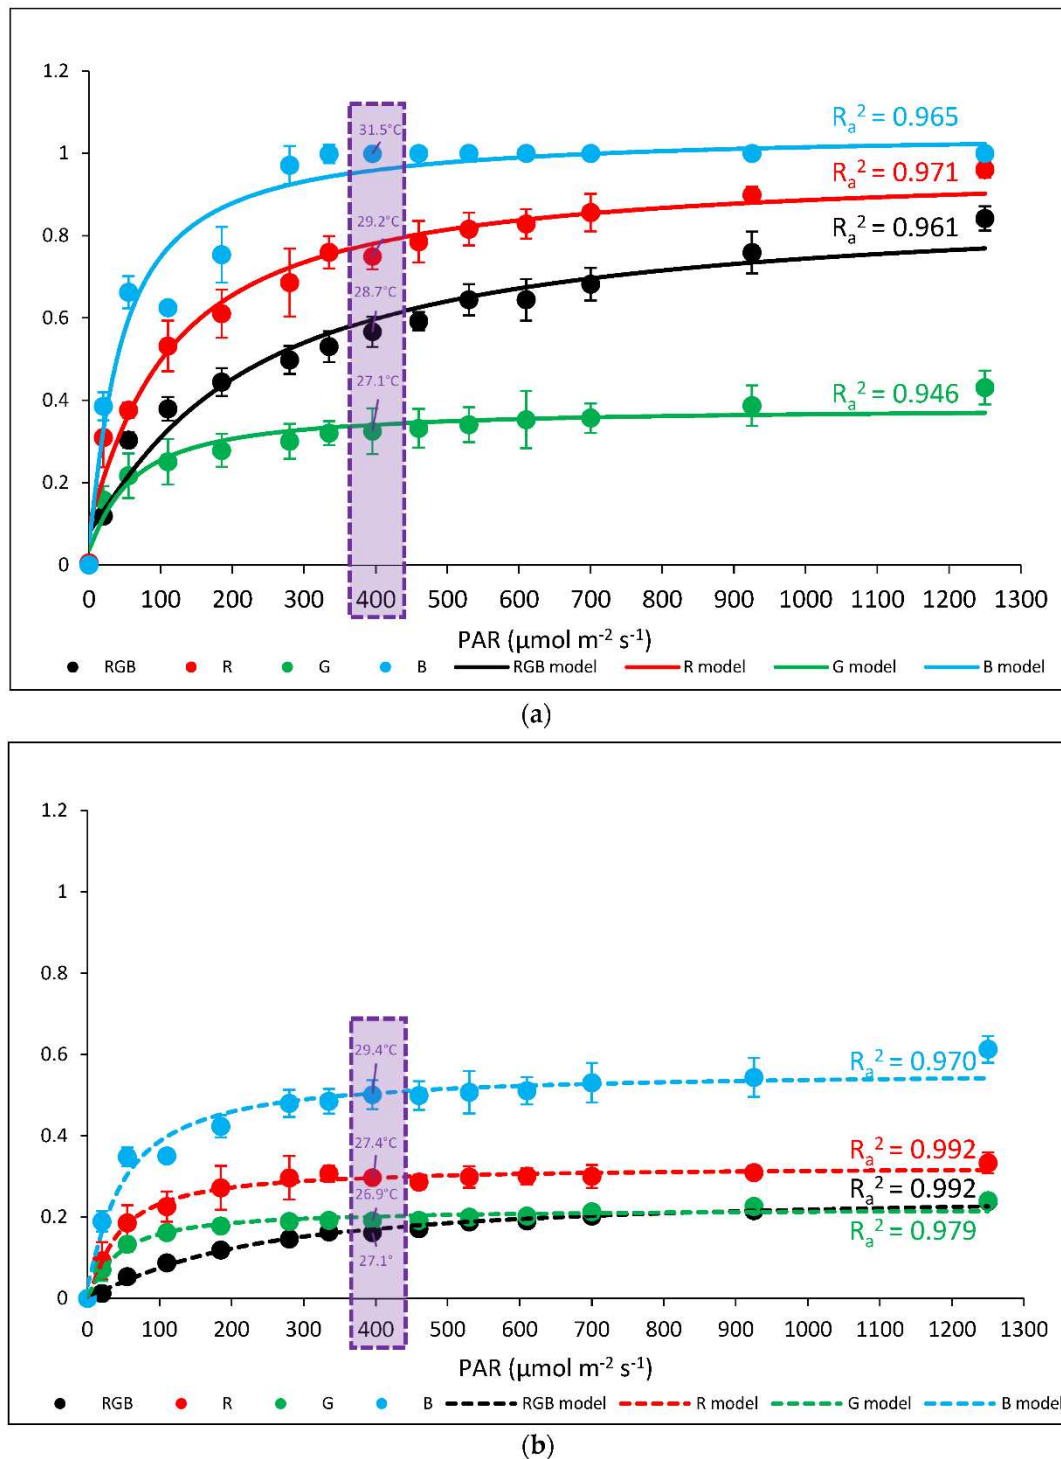 1.2
1
0.8
0.6
0.4
0.2
0
31.5°C
29.2°C
28.7°C
27.1°C
Ra² = 0.965
Ra² = 0.971
Ra² = 0.961
Ra² = 0.946
0 100 200 300 400 500 600 700 800 900 1000 1100 1200 1300
PAR (µmol m⁻² s⁻¹)
RGB R G B RGB model R model G model B model
(a)
1.2
1
0.8
0.6
0.4
0.2
0
29.4°C
27.4°C
26.9°C
27.1°
Ra² = 0.970
Ra² = 0.992
Ra² = 0.992
Ra² = 0.979
0 100 200 300 400 500 600 700 800 900 1000 1100 1200 1300
PAR (µmol m⁻² s⁻¹)
RGB R G B RGB model R model G model B model
(b)